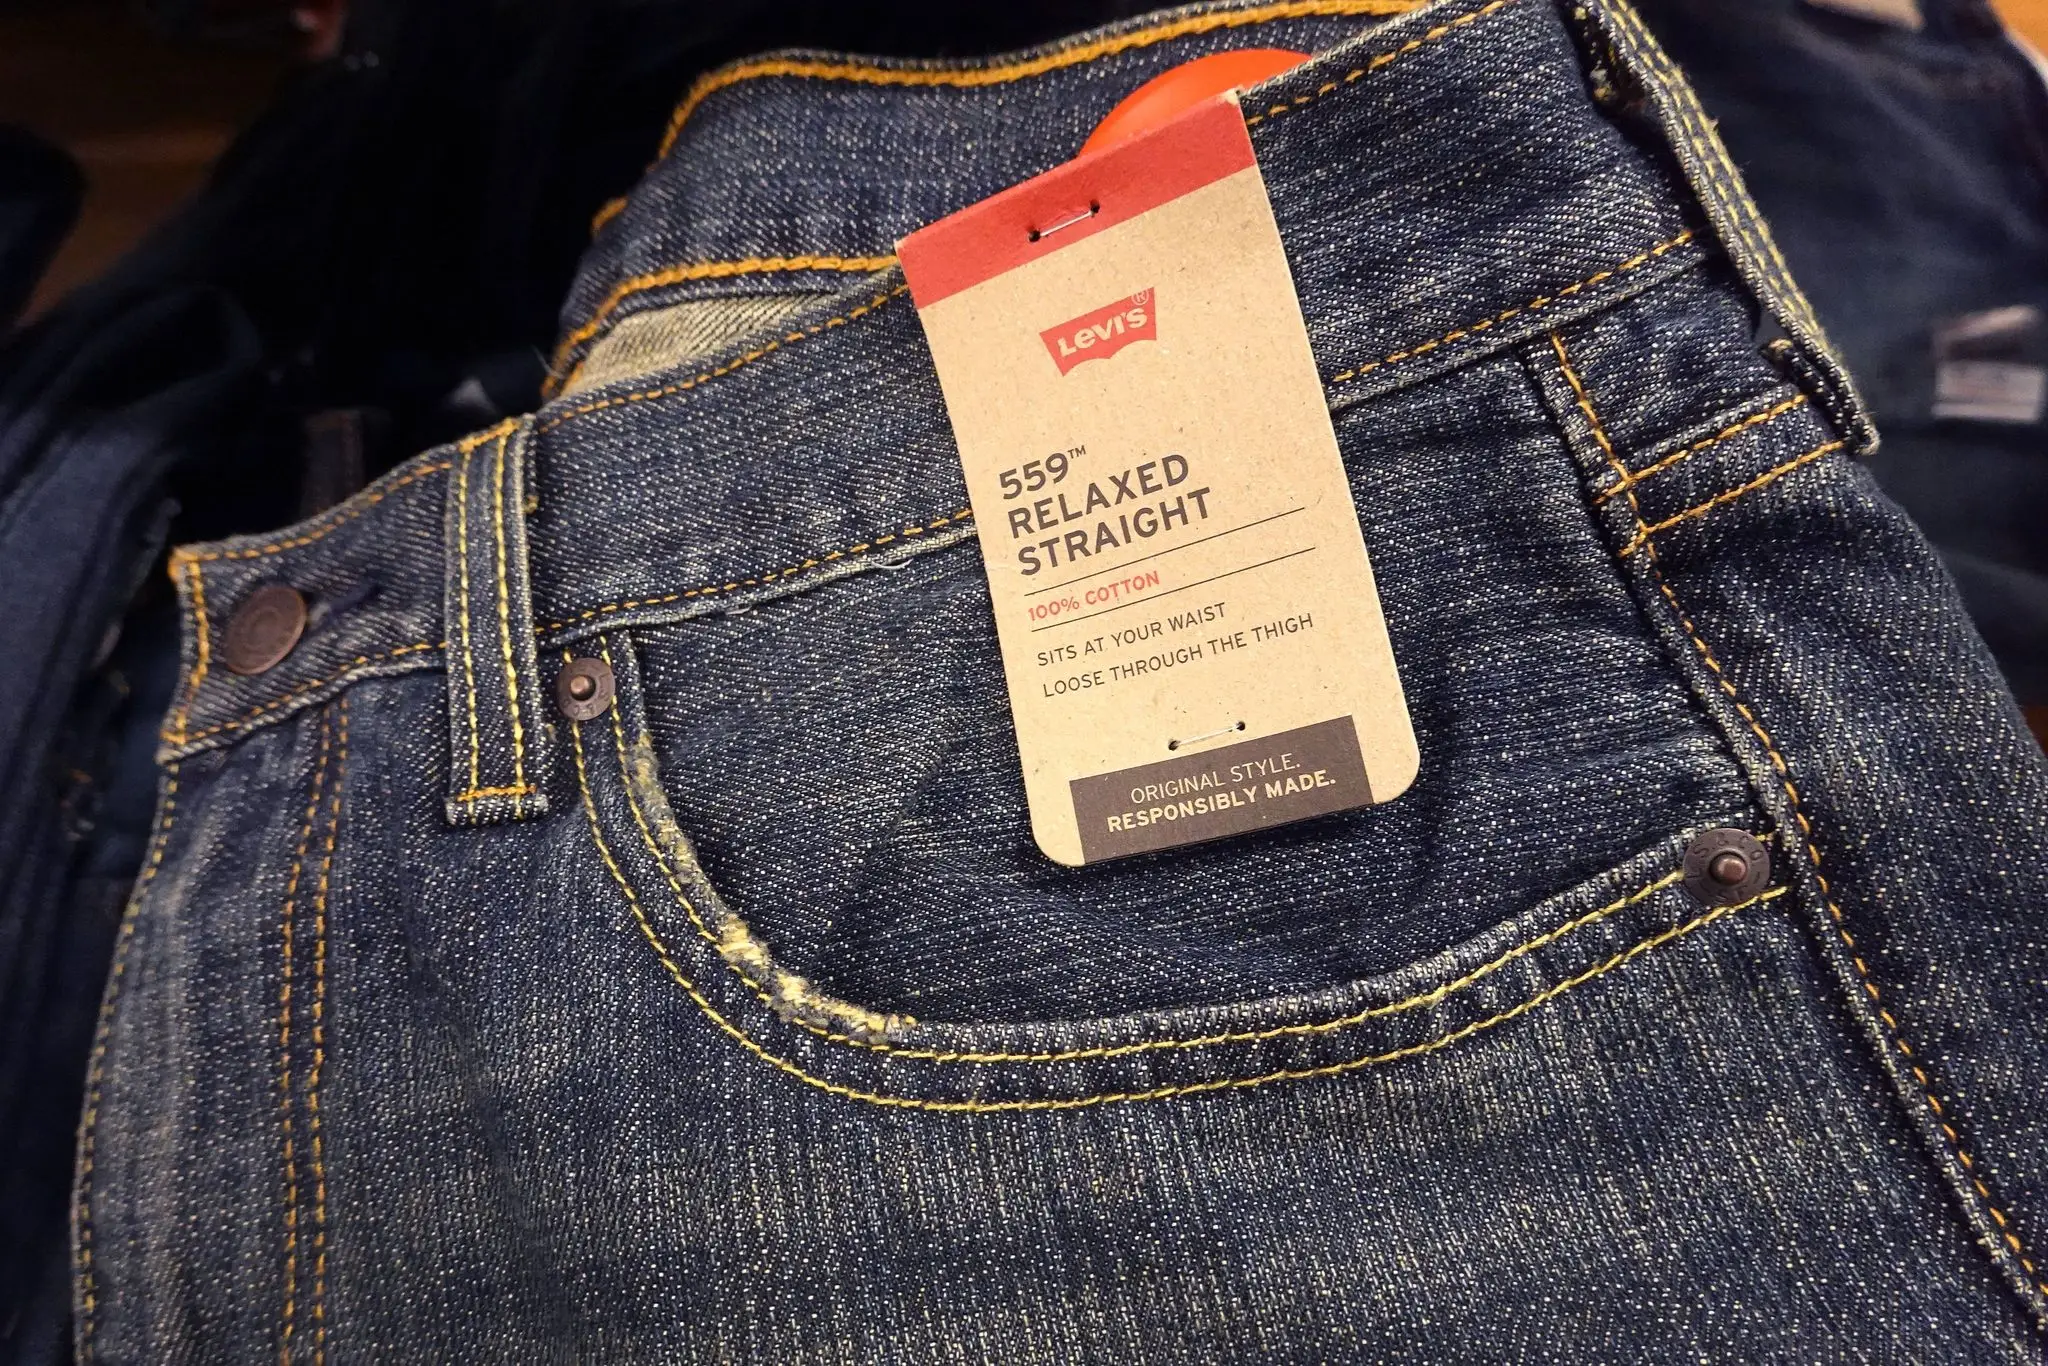 Levi's®
559™
RELAXED
STRAIGHT
100% COTTON
SITS AT YOUR WAIST
LOOSE THROUGH THE THIGH
ORIGINAL STYLE.
RESPONSIBLY MADE.